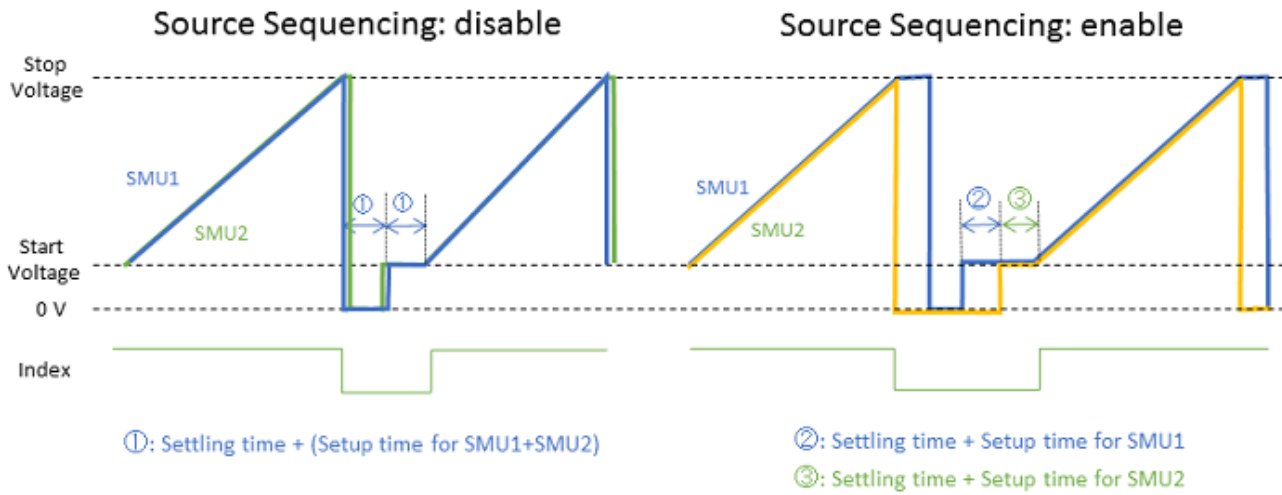 Source Sequencing: disable
Source Sequencing: enable
Stop
Voltage
SMU1
SMU2
① ①
SMU1
SMU2
② ③
Start
Voltage
0 V
Index
①: Settling time + (Setup time for SMU1+SMU2)
②: Settling time + Setup time for SMU1
③: Settling time + Setup time for SMU2